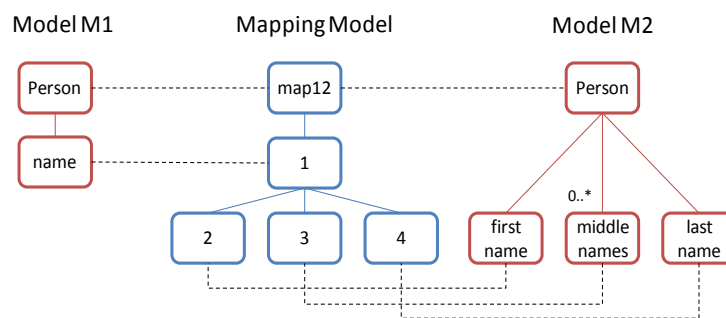 Model M1
Mapping Model
Model M2
Person
map12
Person
name
1
0..*
2
3
4
first
name
middle
names
last
name